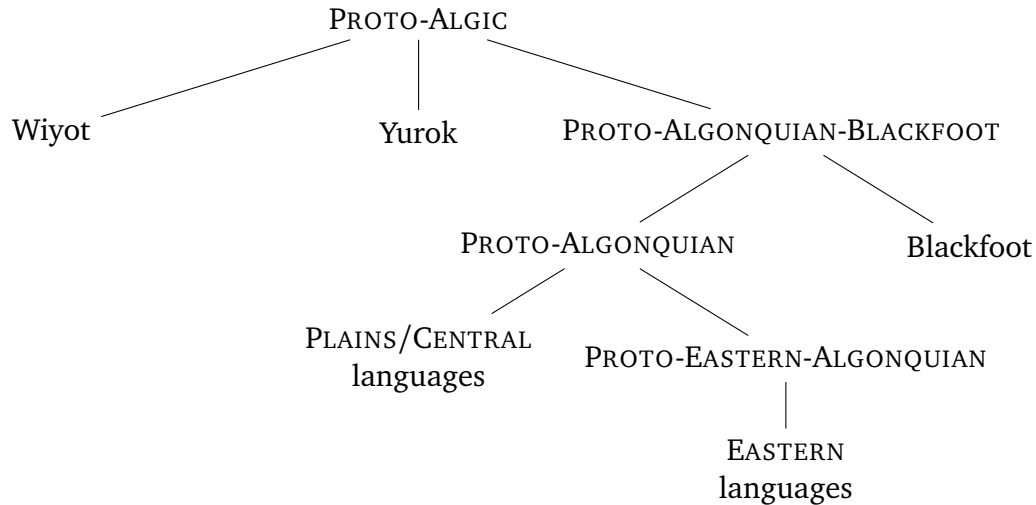 PROTO-ALGIC
Wiyot
Yurok
PROTO-ALGONQUIAN-BLACKFOOT
PROTO-ALGONQUIAN
Blackfoot
PLAINS/CENTRAL
languages
PROTO-EASTERN-ALGONQUIAN
EASTERN
languages